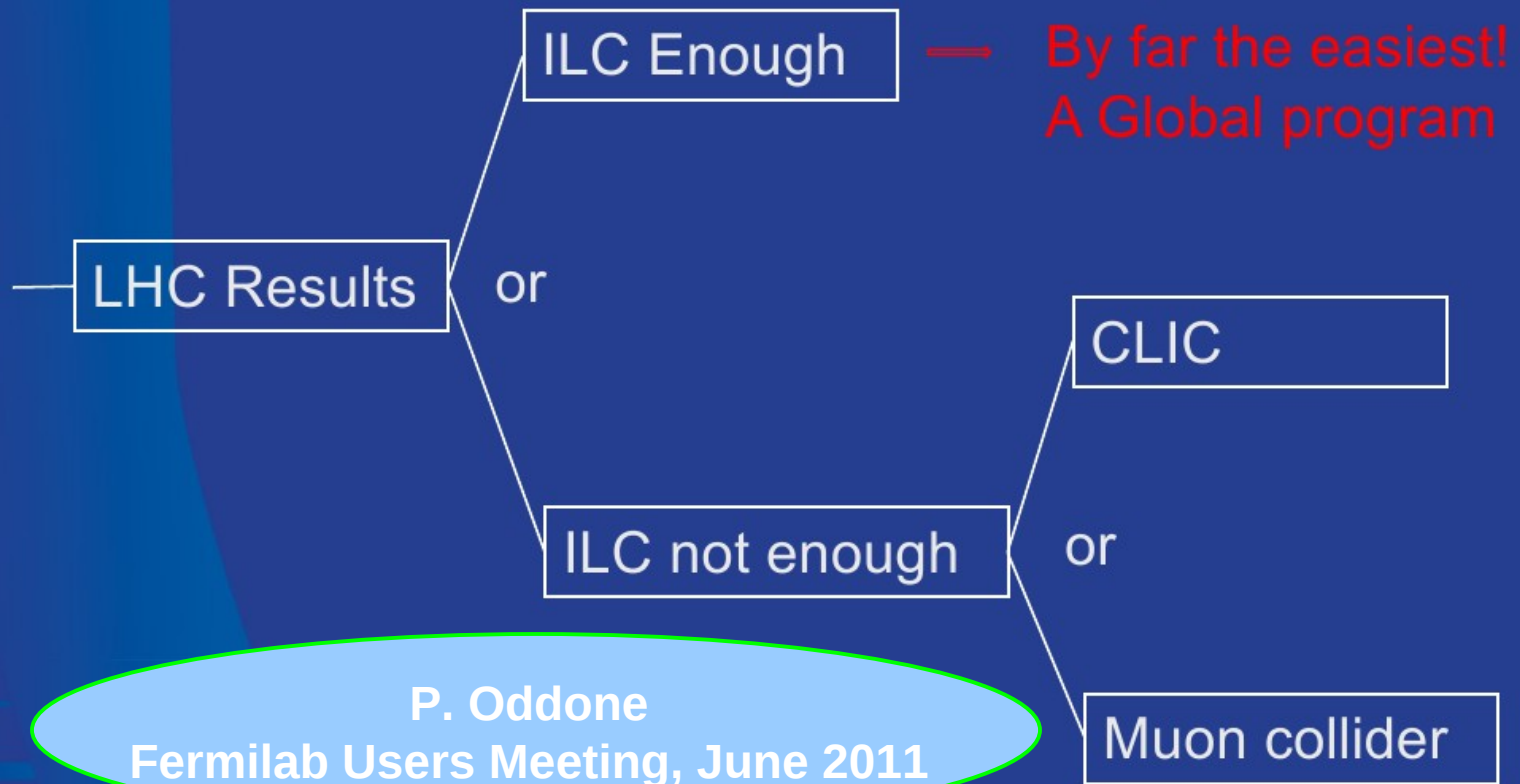 ILC Enough
By far the easiest!
A Global program
LHC Results
or
CLIC
ILC not enough
or
Muon collider
P. Oddone
Fermilab Users Meeting, June 2011